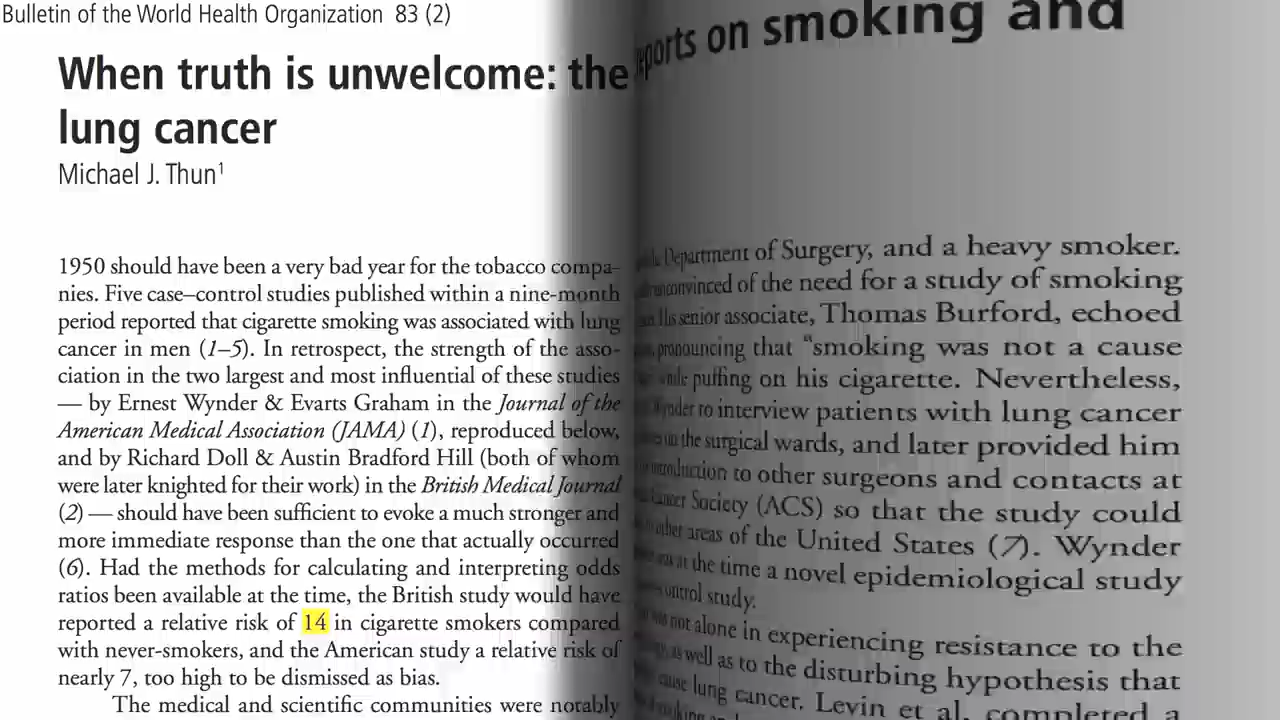 Bulletin of the World Health Organization 83 (2)
When truth is unwelcome: the
lung cancer
Michael J. Thun¹
1950 should have been a very bad year for the tobacco compa-
nies. Five case–control studies published within a nine-month
period reported that cigarette smoking was associated with lung
cancer in men (1–5). In retrospect, the strength of the asso-
ciation in the two largest and most influential of these studies
— by Ernest Wynder & Evarts Graham in the Journal of the
American Medical Association (JAMA) (1), reproduced below,
and by Richard Doll & Austin Bradford Hill (both of whom
were later knighted for their work) in the British Medical Journal
(2) — should have been sufficient to evoke a much stronger and
more immediate response than the one that actually occurred
(6). Had the methods for calculating and interpreting odds
ratios been available at the time, the British study would have
reported a relative risk of 14 in cigarette smokers compared
with never-smokers, and the American study a relative risk of
nearly 7, too high to be dismissed as bias.
The medical and scientific communities were notably
on smoking and
Department of Surgery, and a heavy smoker.
unconvinced of the need for a study of smoking
His senior associate, Thomas Burford, echoed
pronouncing that "smoking was not a cause
while puffing on his cigarette. Nevertheless,
Wynder to interview patients with lung cancer
on the surgical wards, and later provided him
introduction to other surgeons and contacts at
Cancer Society (ACS) so that the study could
other areas of the United States (7). Wynder
at the time a novel epidemiological study
control study.
was not alone in experiencing resistance to the
as well as to the disturbing hypothesis that
cause lung cancer. Levin et al. completed a